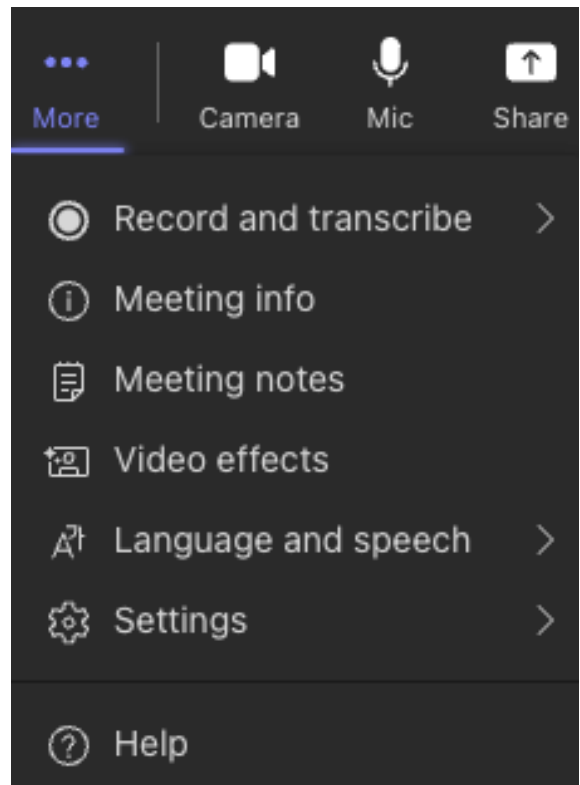 More Camera Mic Share
Record and transcribe
Meeting info
Meeting notes
Video effects
Language and speech
Settings
Help